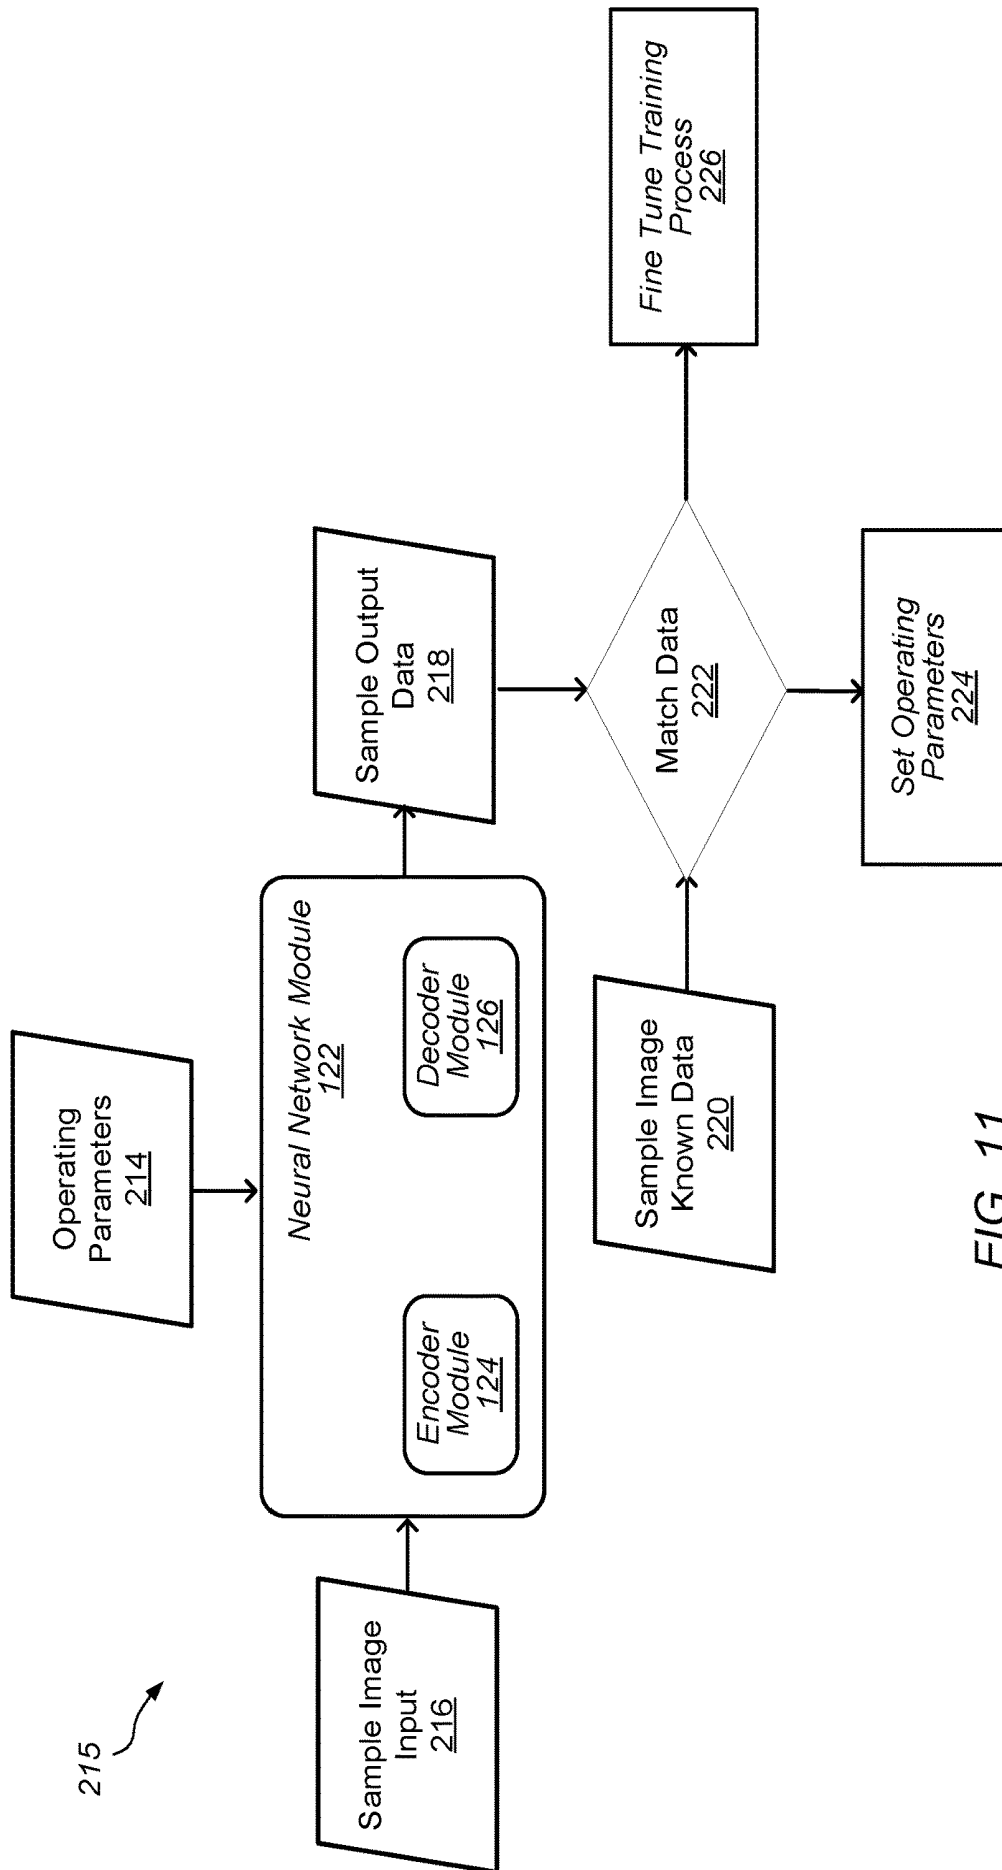 215
Operating
Parameters
214
Sample Image
Input
216
Neural Network Module
122
Encoder
Module
124
Decoder
Module
126
Sample Output
Data
218
Sample Image
Known Data
220
Match Data
222
Fine Tune Training
Process
226
Set Operating
Parameters
224
FIG. 11